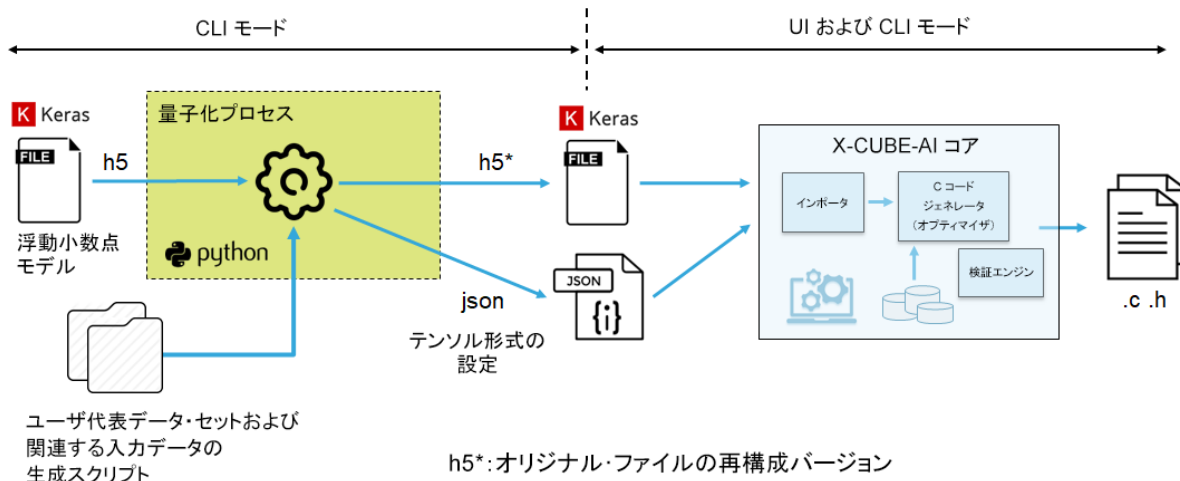 CLI モード
UI および CLI モード
K Keras
FILE
h5
浮動小数点
モデル
量子化プロセス
python
ユーザ代表データ・セットおよび
関連する入力データの
生成スクリプト
h5*
json
テンソル形式の
設定
K Keras
FILE
JSON
{i}
X-CUBE-AI コア
インポータ
C コード
ジェネレータ
(オプティマイザ)
検証エンジン
.c .h
h5*:オリジナル・ファイルの再構成バージョン